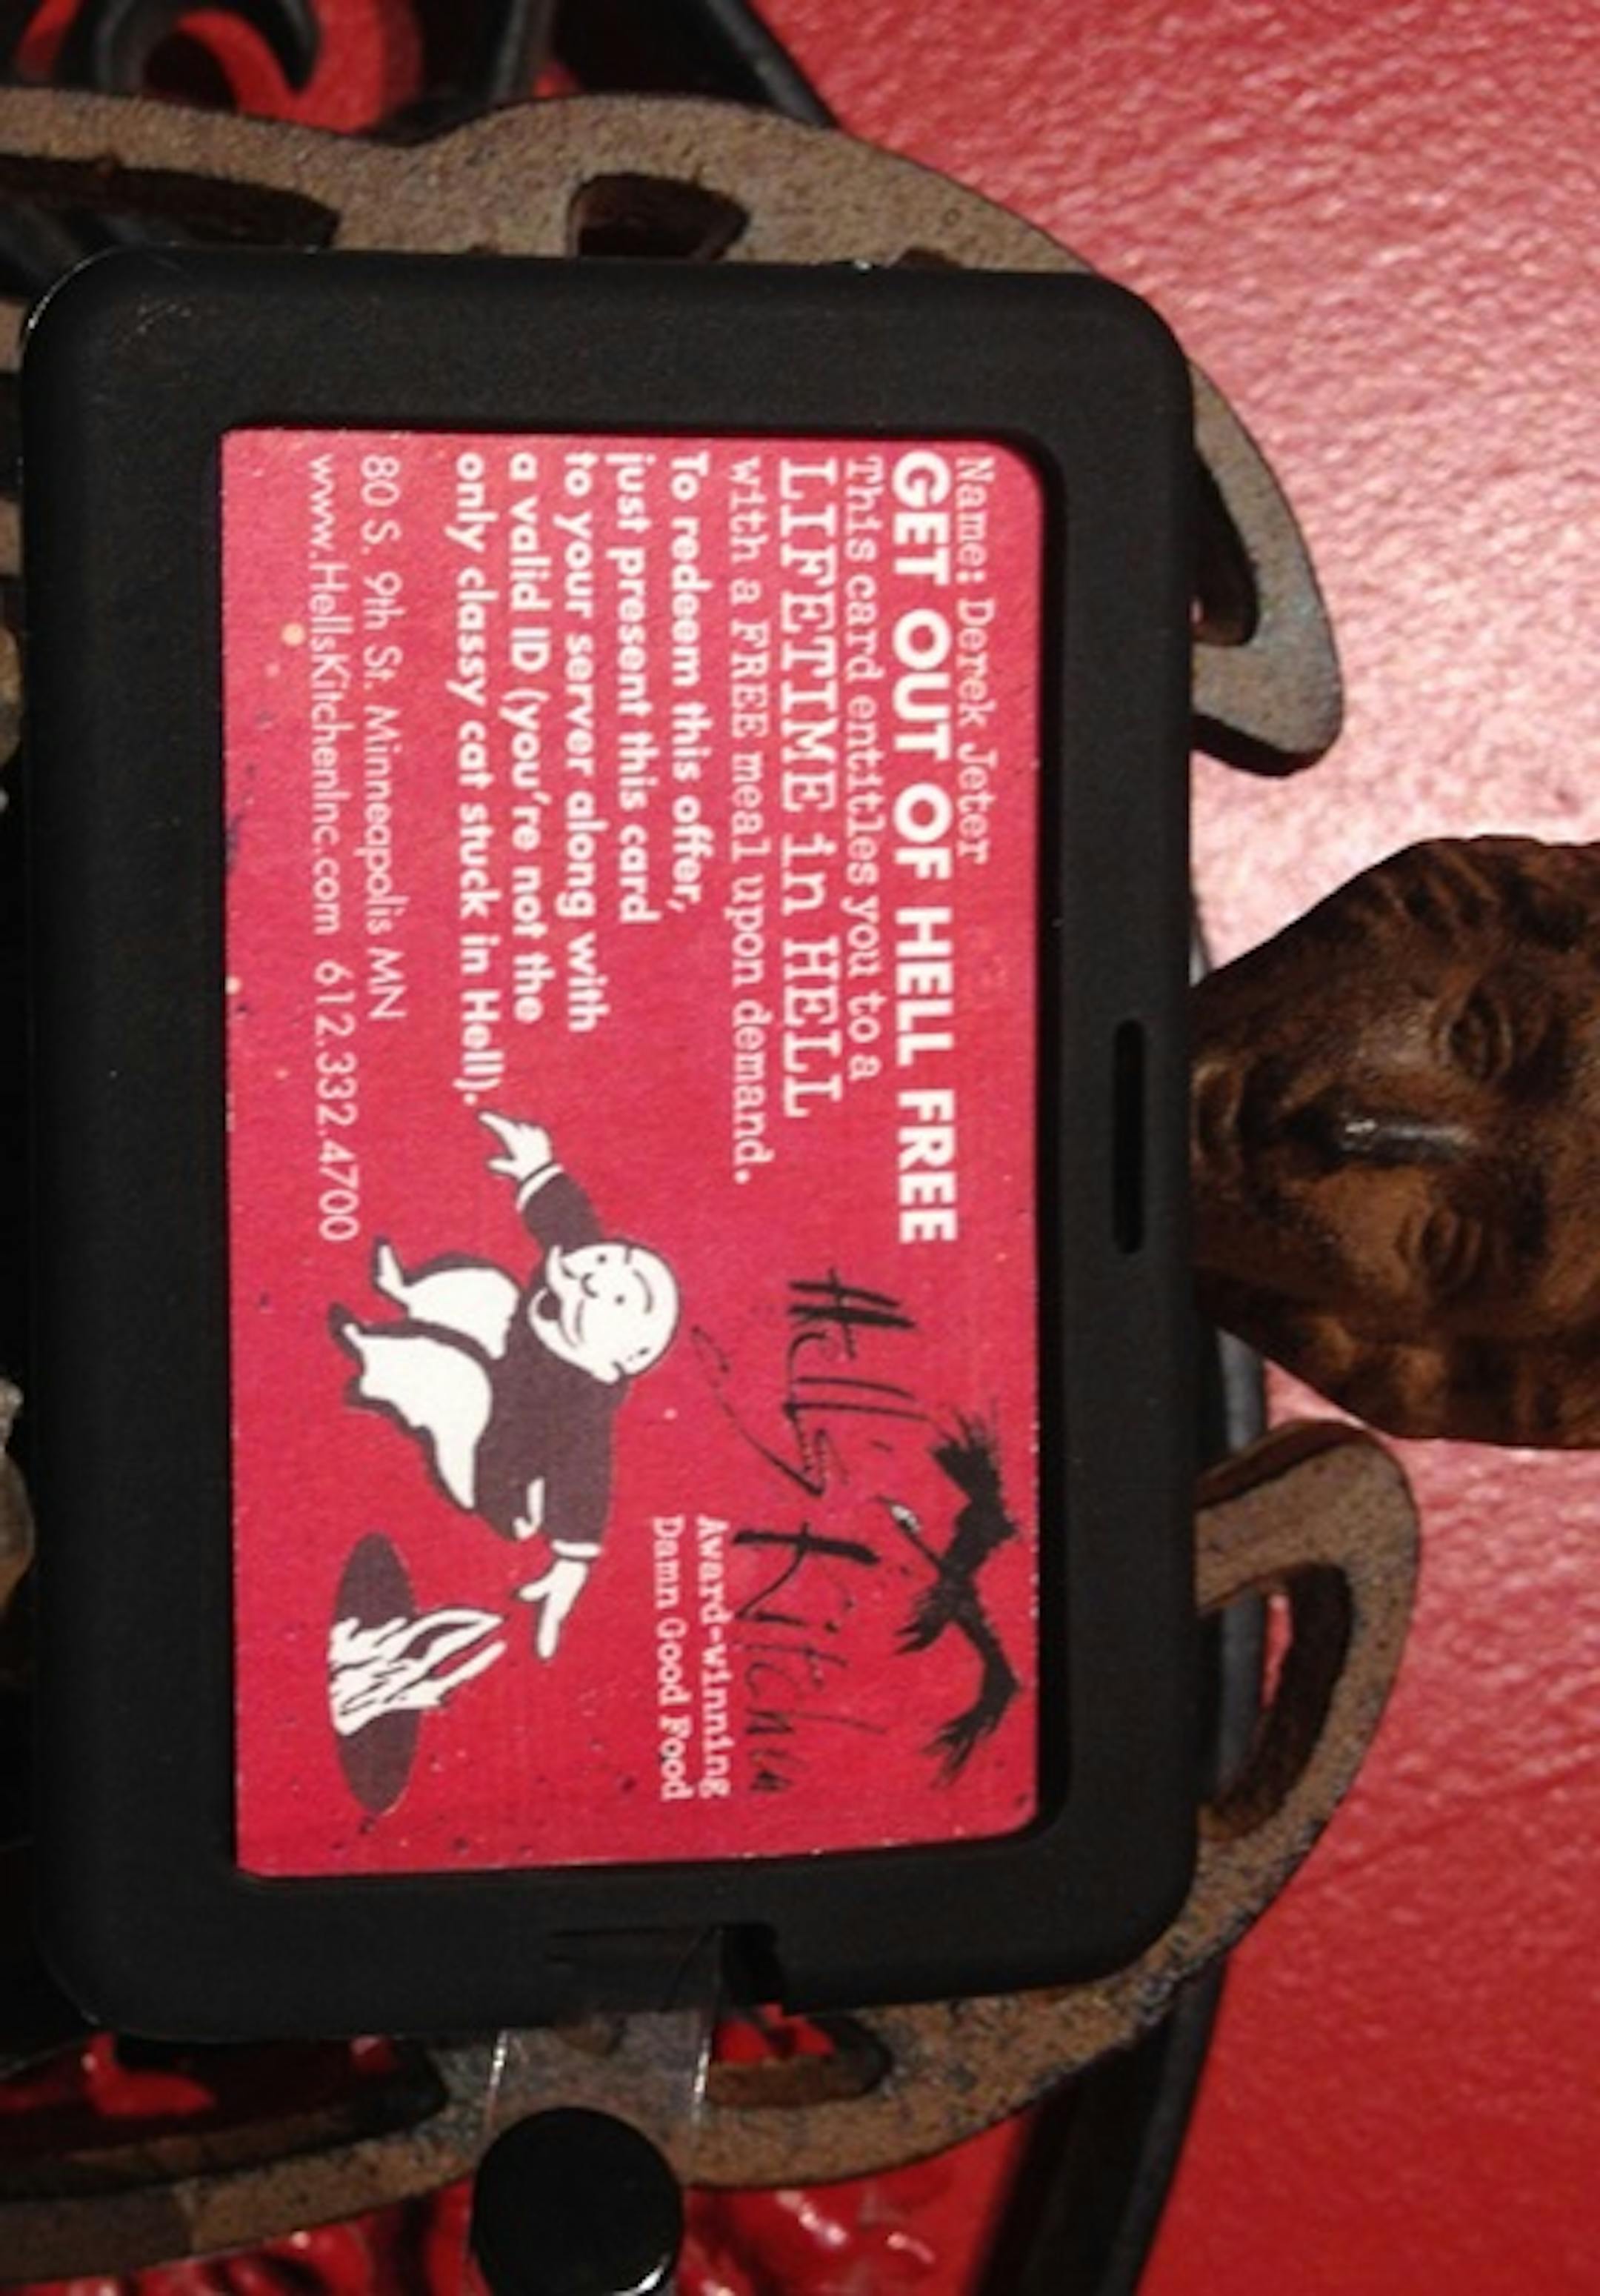 Name: Derek Jeter
GET OUT OF HELL FREE
This card entitles you to a
LIFETIME in HELL
with a FREE meal upon demand.
To redeem this offer,
just present this card
to your server along with
a valid ID (you're not the
only classy cat stuck in Hell).
80 S. 9th St. Minneapolis MN
www.HellsKitchenInc.com 612.332.4700
Hell's Kitchen
Award-winning
Damn Good Food